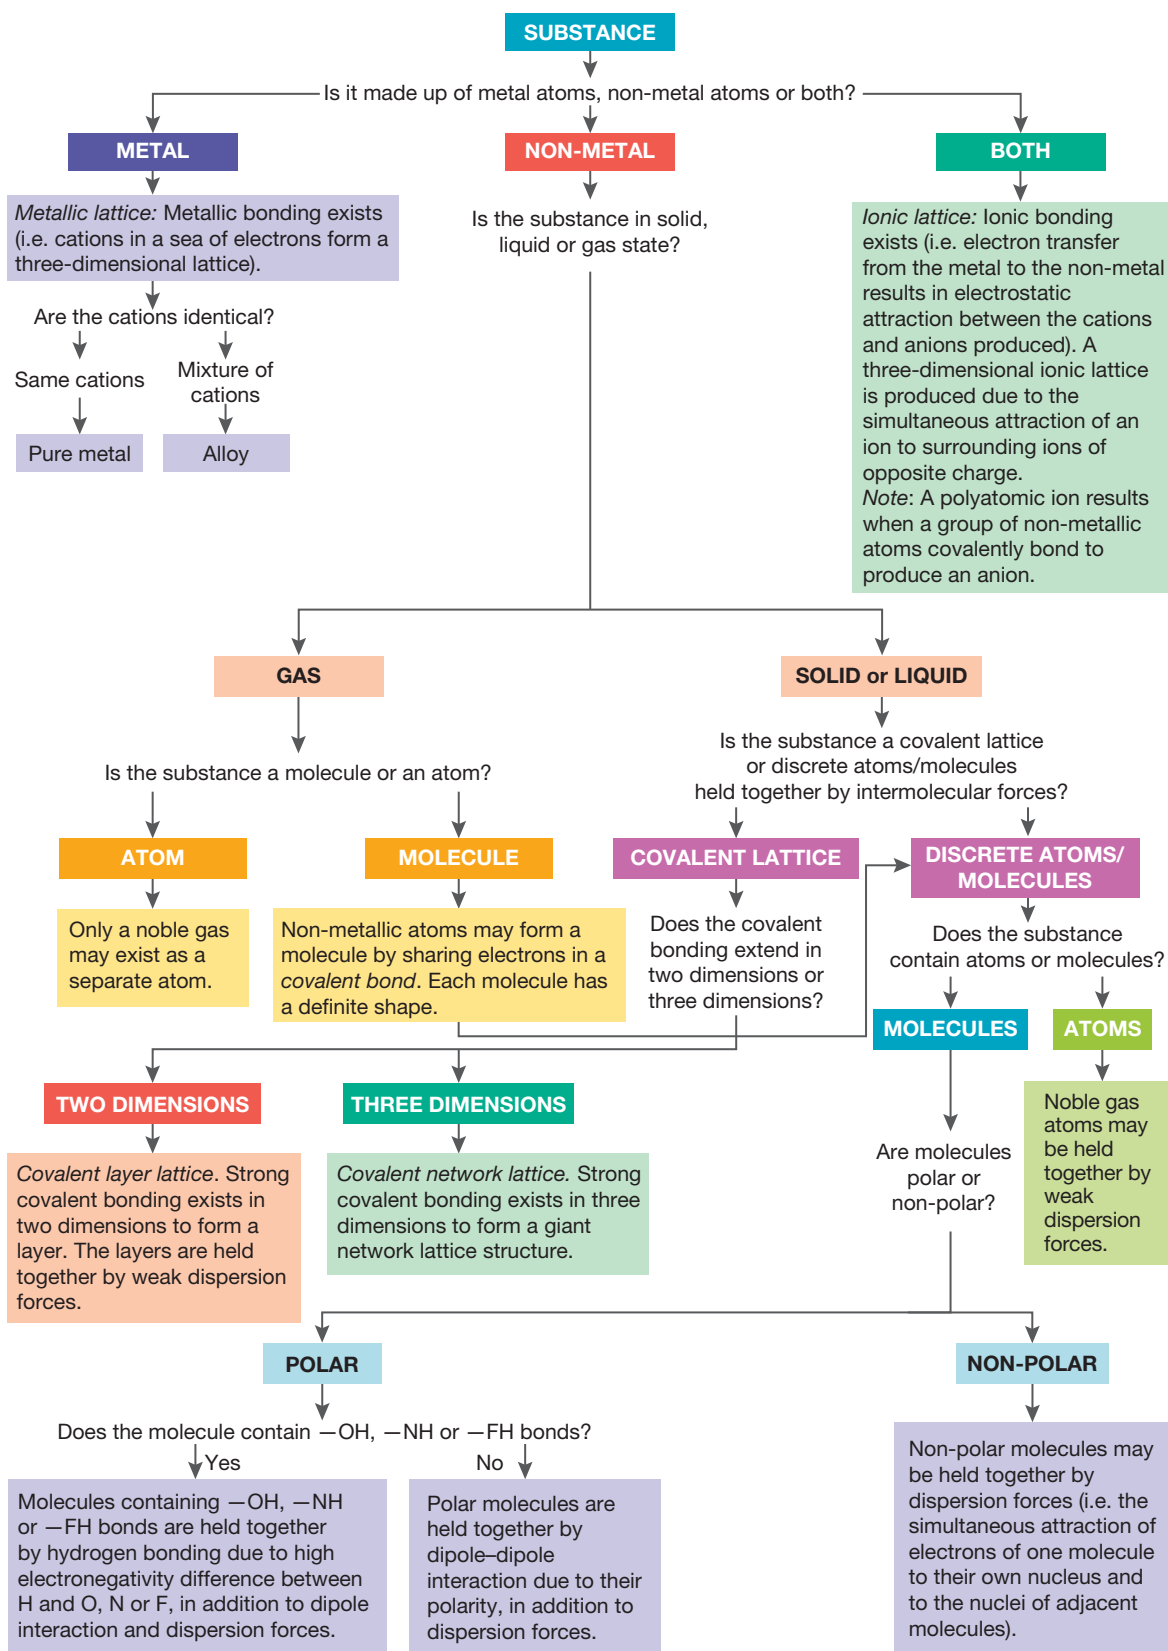 SUBSTANCE
Is it made up of metal atoms, non-metal atoms or both?
METAL
NON-METAL
BOTH
Metallic lattice: Metallic bonding exists
(i.e. cations in a sea of electrons form a
three-dimensional lattice).
Are the cations identical?
Same cations
Mixture of
cations
Pure metal
Alloy
Is the substance in solid,
liquid or gas state?
Ionic lattice: Ionic bonding
exists (i.e. electron transfer
from the metal to the non-metal
results in electrostatic
attraction between the cations
and anions produced). A
three-dimensional ionic lattice
is produced due to the
simultaneous attraction of an
ion to surrounding ions of
opposite charge.
Note: A polyatomic ion results
when a group of non-metallic
atoms covalently bond to
produce an anion.
GAS
SOLID or LIQUID
Is the substance a molecule or an atom?
Is the substance a covalent lattice
or discrete atoms/molecules
held together by intermolecular forces?
ATOM
MOLECULE
COVALENT LATTICE
DISCRETE ATOMS/
MOLECULES
Only a noble gas
may exist as a
separate atom.
Non-metallic atoms may form a
molecule by sharing electrons in a
covalent bond. Each molecule has
a definite shape.
Does the covalent
bonding extend in
two dimensions or
three dimensions?
Does the substance
contain atoms or molecules?
MOLECULES
ATOMS
TWO DIMENSIONS
THREE DIMENSIONS
Covalent layer lattice. Strong
covalent bonding exists in
two dimensions to form a
layer. The layers are held
together by weak dispersion
forces.
Covalent network lattice. Strong
covalent bonding exists in three
dimensions to form a giant
network lattice structure.
Are molecules
polar or
non-polar?
Noble gas
atoms may
be held
together by
weak
dispersion
forces.
POLAR
NON-POLAR
Does the molecule contain —OH, —NH or —FH bonds?
Yes
No
Molecules containing —OH, —NH
or —FH bonds are held together
by hydrogen bonding due to high
electronegativity difference between
H and O, N or F, in addition to dipole
interaction and dispersion forces.
Polar molecules are
held together by
dipole–dipole
interaction due to their
polarity, in addition to
dispersion forces.
Non-polar molecules may
be held together by
dispersion forces (i.e. the
simultaneous attraction of
electrons of one molecule
to their own nucleus and
to the nuclei of adjacent
molecules).